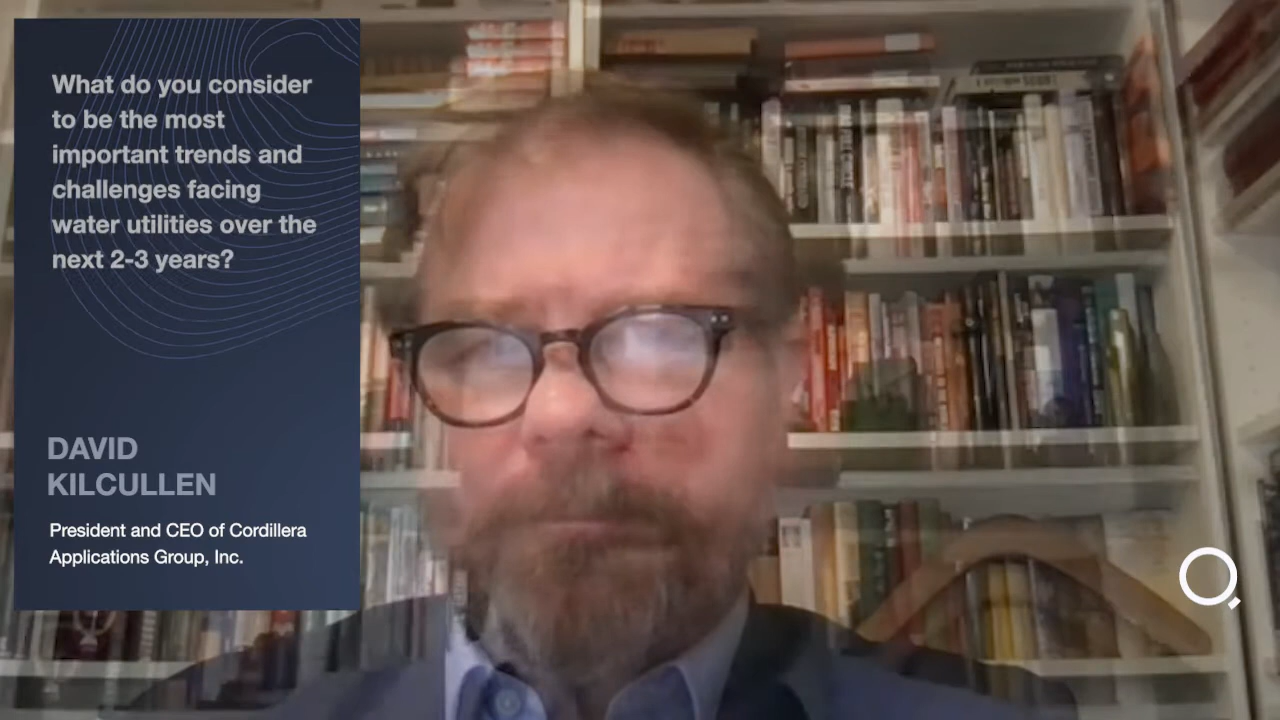 What do you consider
to be the most
important trends and
challenges facing
water utilities over the
next 2-3 years?
DAVID
KILCULLEN
President and CEO of Cordillera
Applications Group, Inc.